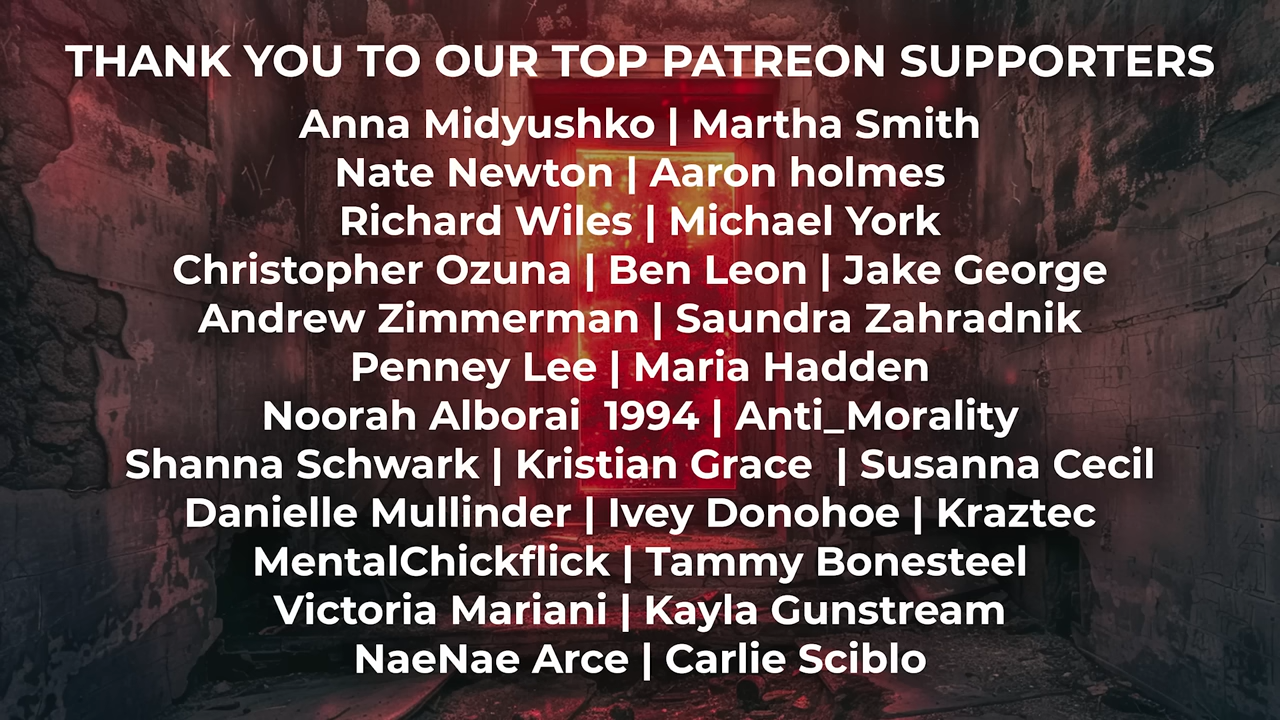 THANK YOU TO OUR TOP PATREON SUPPORTERS
Anna Midyushko | Martha Smith
Nate Newton | Aaron holmes
Richard Wiles | Michael York
Christopher Ozuna | Ben Leon | Jake George
Andrew Zimmerman | Saundra Zahradnik
Penney Lee | Maria Hadden
Noorah Alborai  1994 | Anti_Morality
Shanna Schwark | Kristian Grace  | Susanna Cecil
Danielle Mullinder | Ivey Donohoe | Kraztec
MentalChickflick | Tammy Bonesteel
Victoria Mariani | Kayla Gunstream
NaeNae Arce | Carlie Sciblo